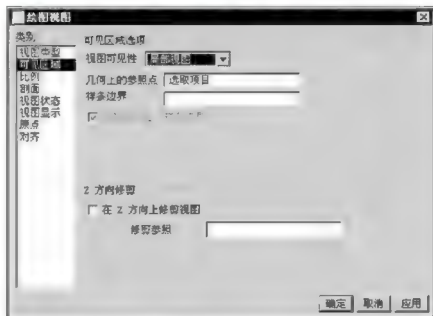 绘图视图
类别
视图类型
可见区域
比例
剖面
视图状态
视图显示
原点
对齐
可见区域选项
视图可见性 局部视图
几何上的参照点 选取项目
样多边界
Z 方向修剪
在 Z 方向上修剪视图
修剪参照
确定 取消 应用